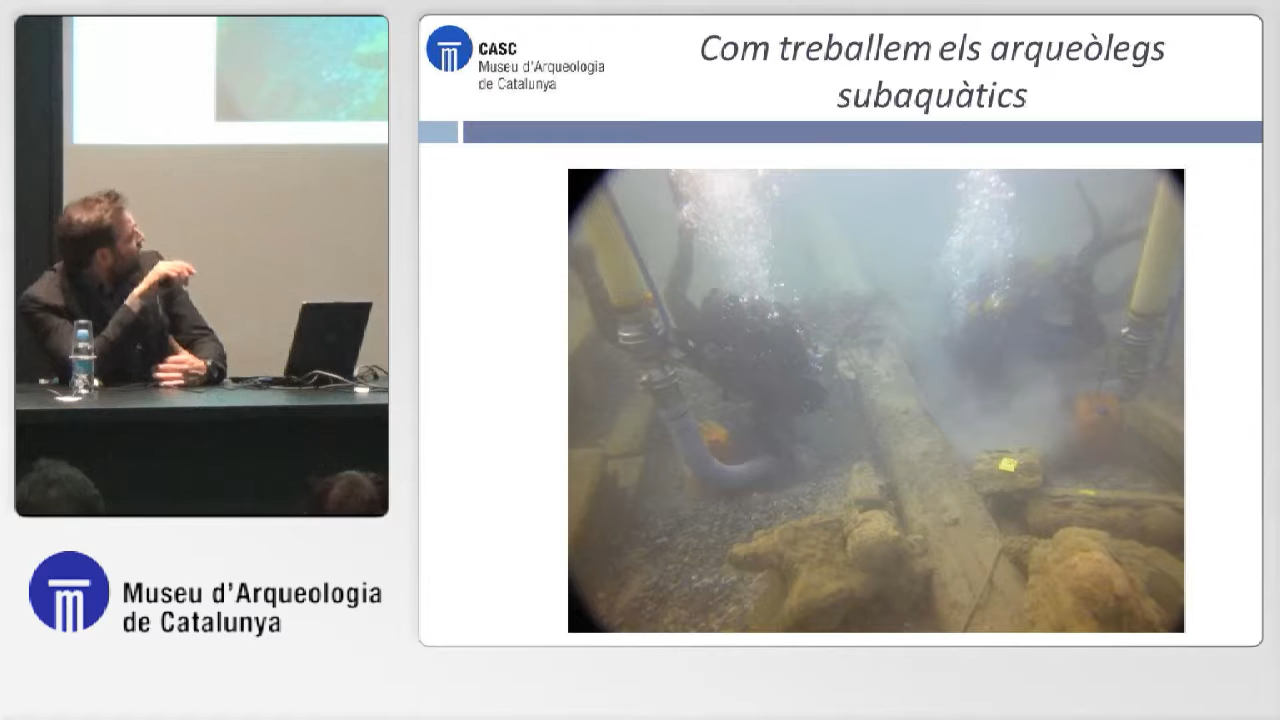 CASC
Museu d'Arqueologia
de Catalunya
Com treballem els arqueòlegs
subaquàtics
Museu d'Arqueologia
de Catalunya